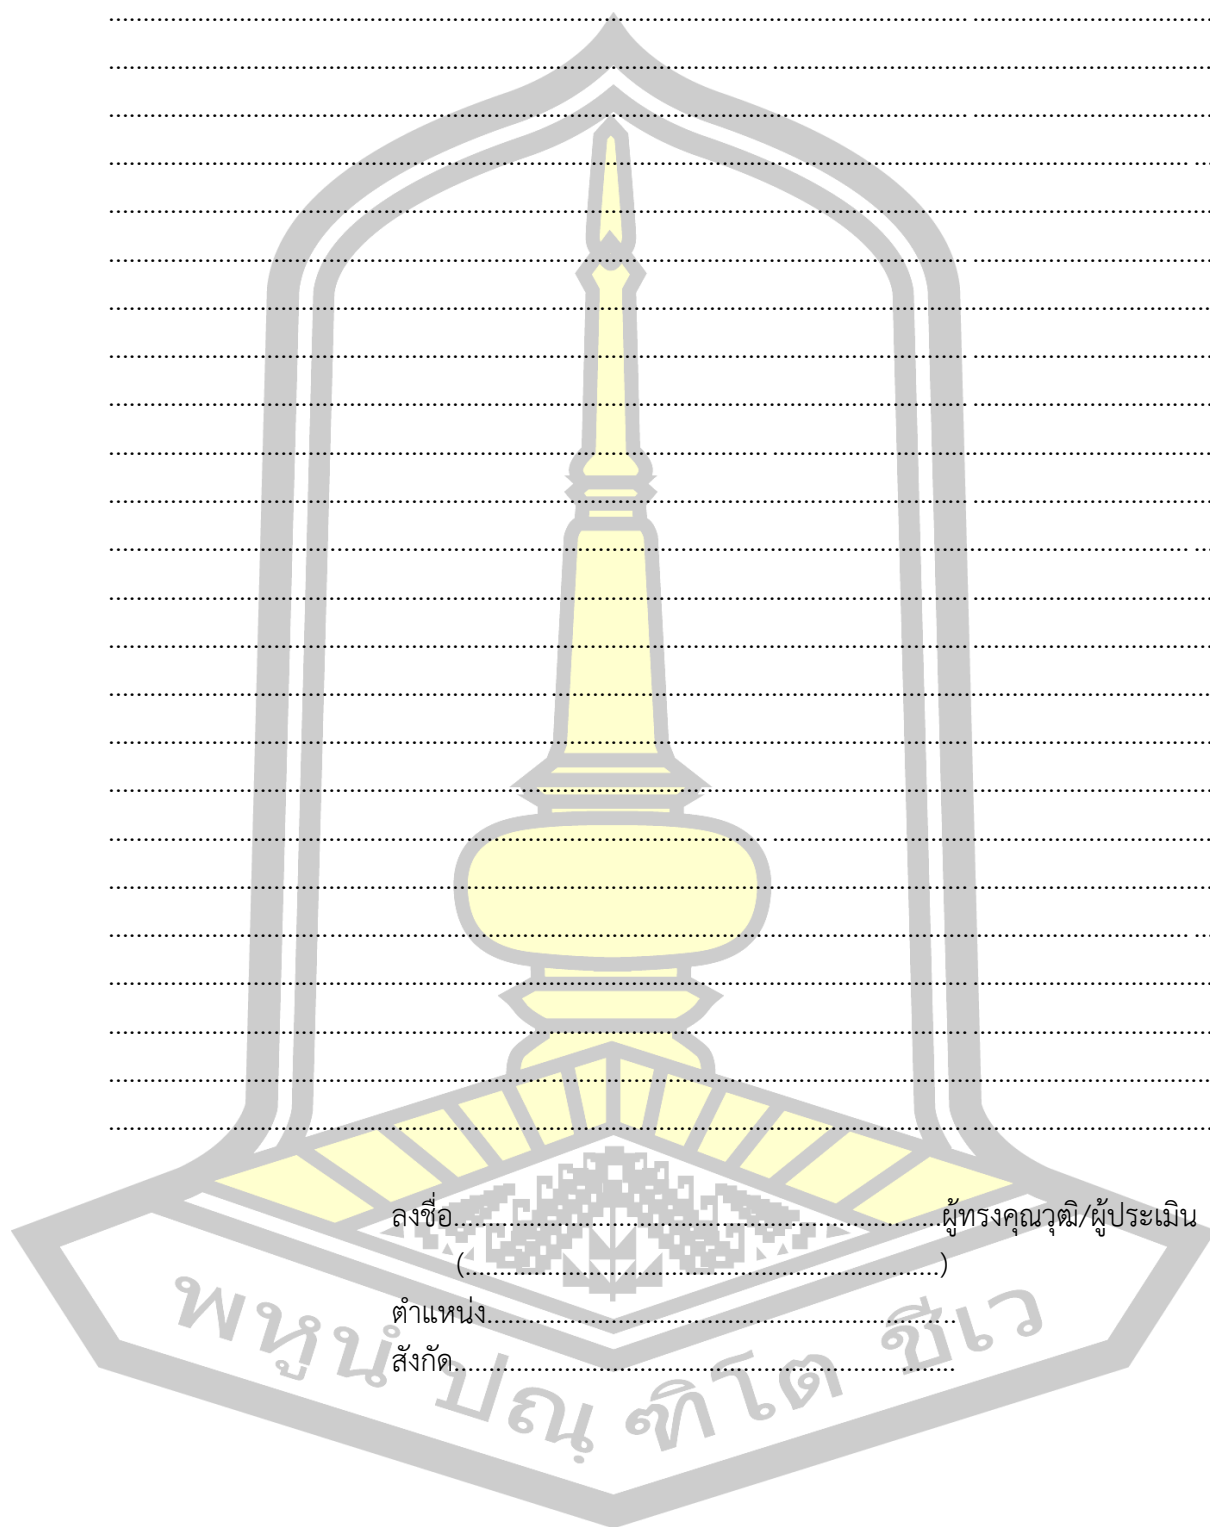 ลงชื่อ................................................................ผู้ทรงคุณวุฒิ/ผู้ประเมิน
(..............................................................)
ตำแหน่ง..............................................................
สังกัด..................................................................
พหูนํ ปณฺฑิโต ชีเว